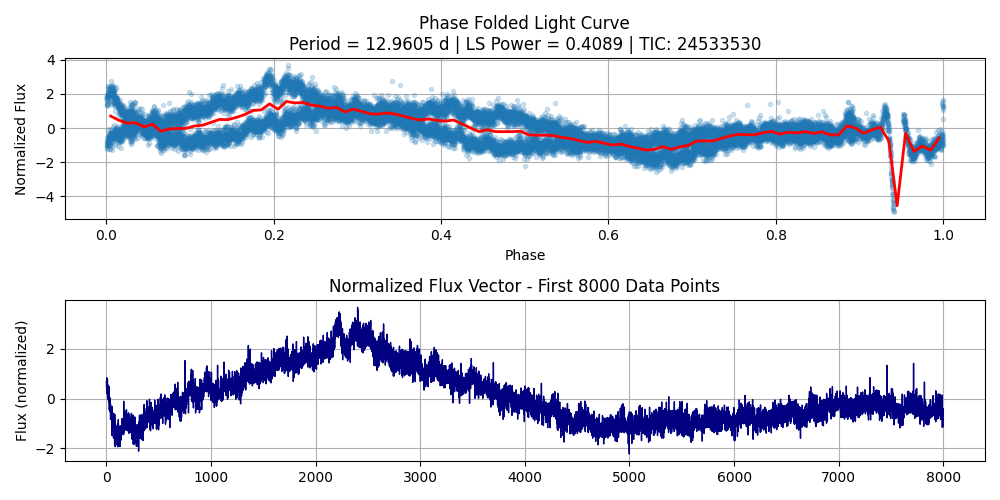 Phase Folded Light Curve
Period = 12.9605 d | LS Power = 0.4089 | TIC: 24533530
Normalized Flux
4
2
0
−2
−4
0.0 0.2 0.4 0.6 0.8 1.0
Phase
Normalized Flux Vector - First 8000 Data Points
Flux (normalized)
2
0
−2
0 1000 2000 3000 4000 5000 6000 7000 8000